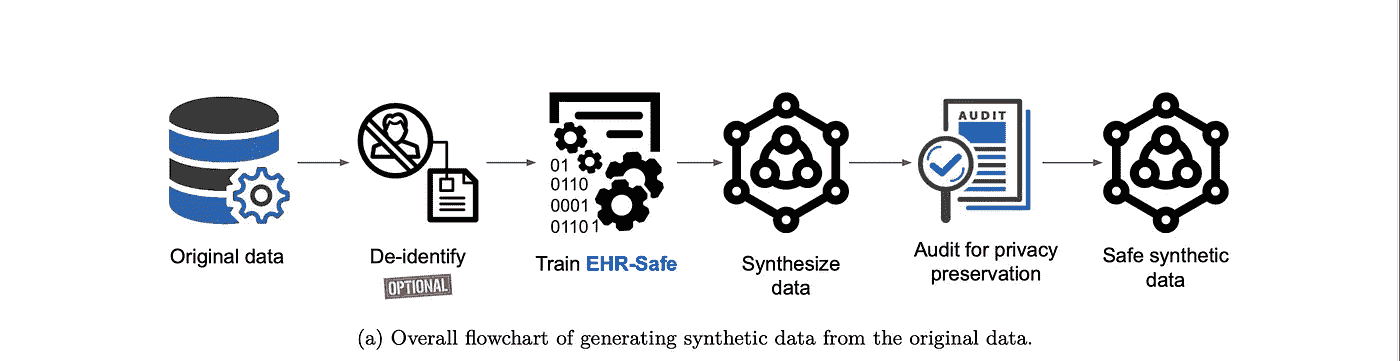 AUDIT
01
0110
0001
0110 1
Original data
De-identify
OPTIONAL
Train EHR-Safe
Synthesize
data
Audit for privacy
preservation
Safe synthetic
data
(a) Overall flowchart of generating synthetic data from the original data.